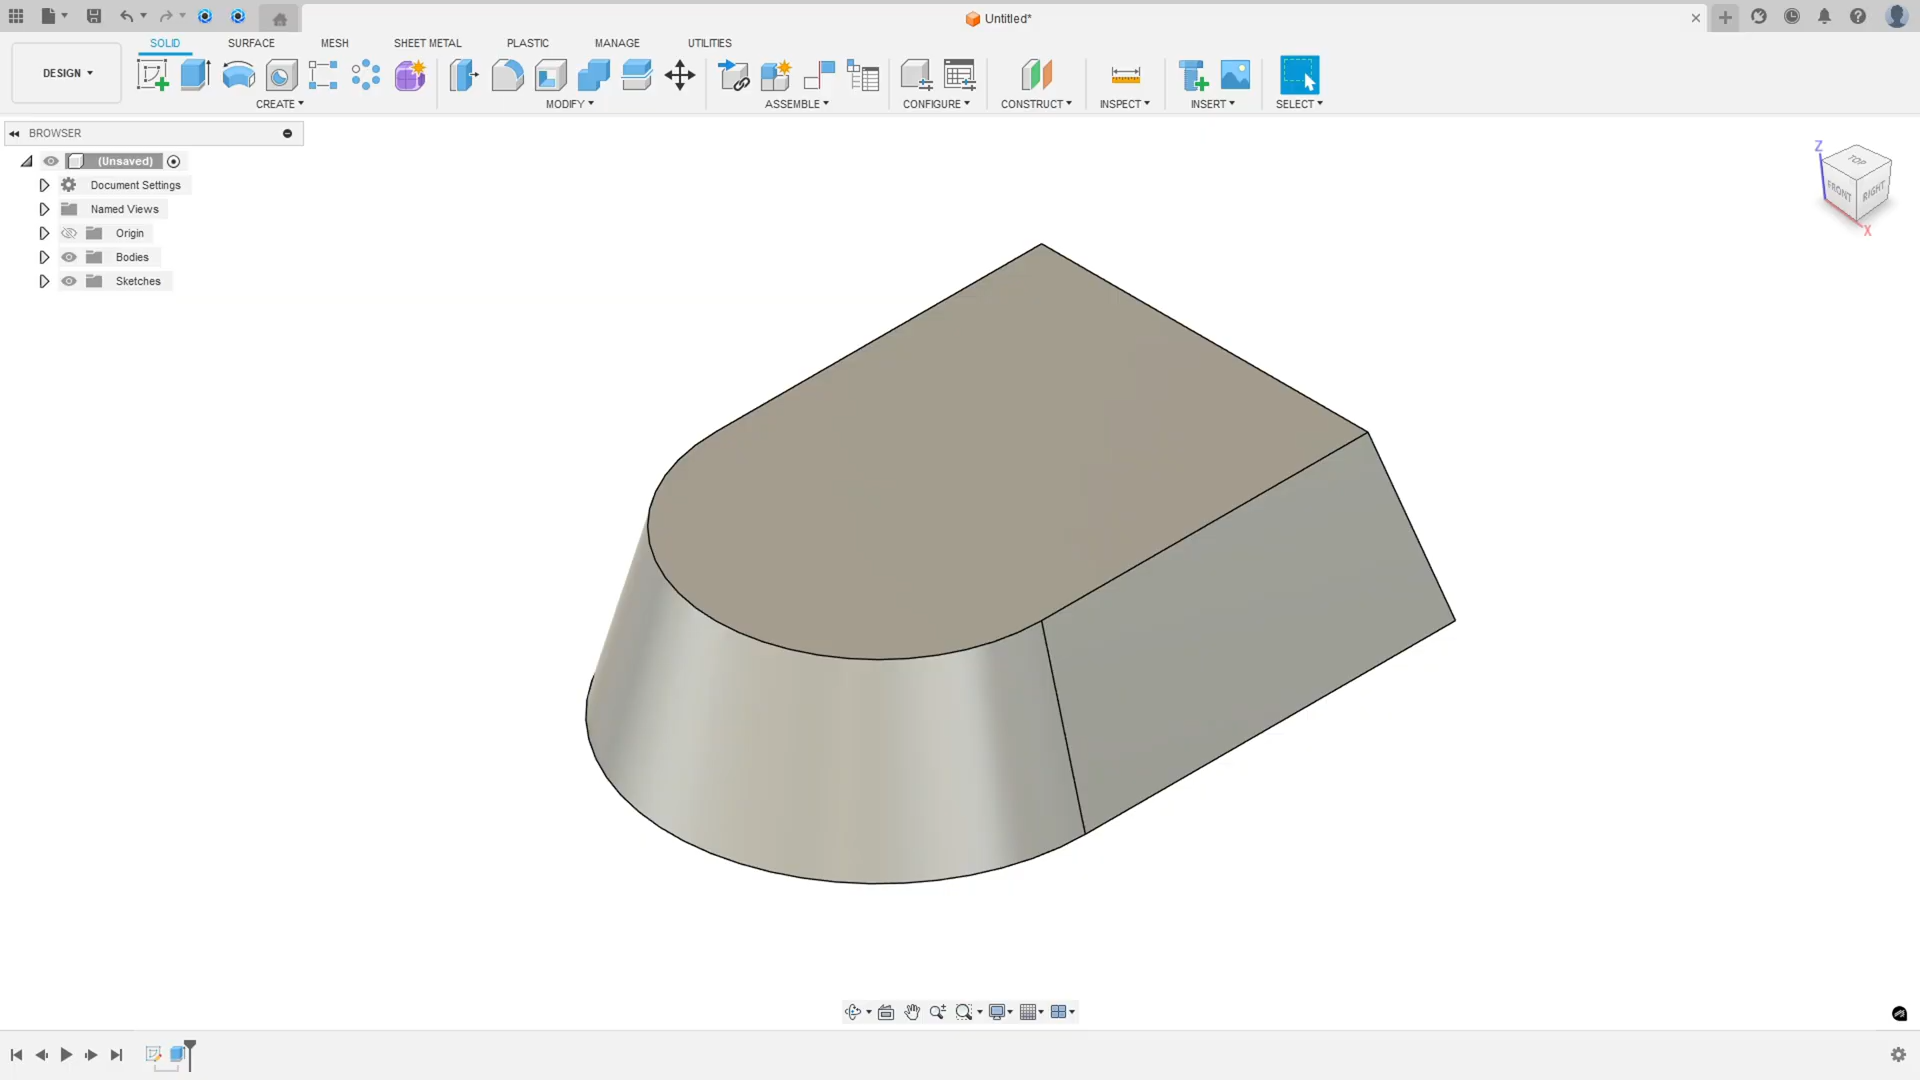 Untitled*
SOLID SURFACE MESH SHEET METAL PLASTIC MANAGE UTILITIES
DESIGN
CREATE MODIFY ASSEMBLE CONFIGURE CONSTRUCT INSPECT INSERT SELECT
BROWSER
(Unsaved)
Document Settings
Named Views
Origin
Bodies
Sketches
Z
TOP
FRONT RIGHT
X